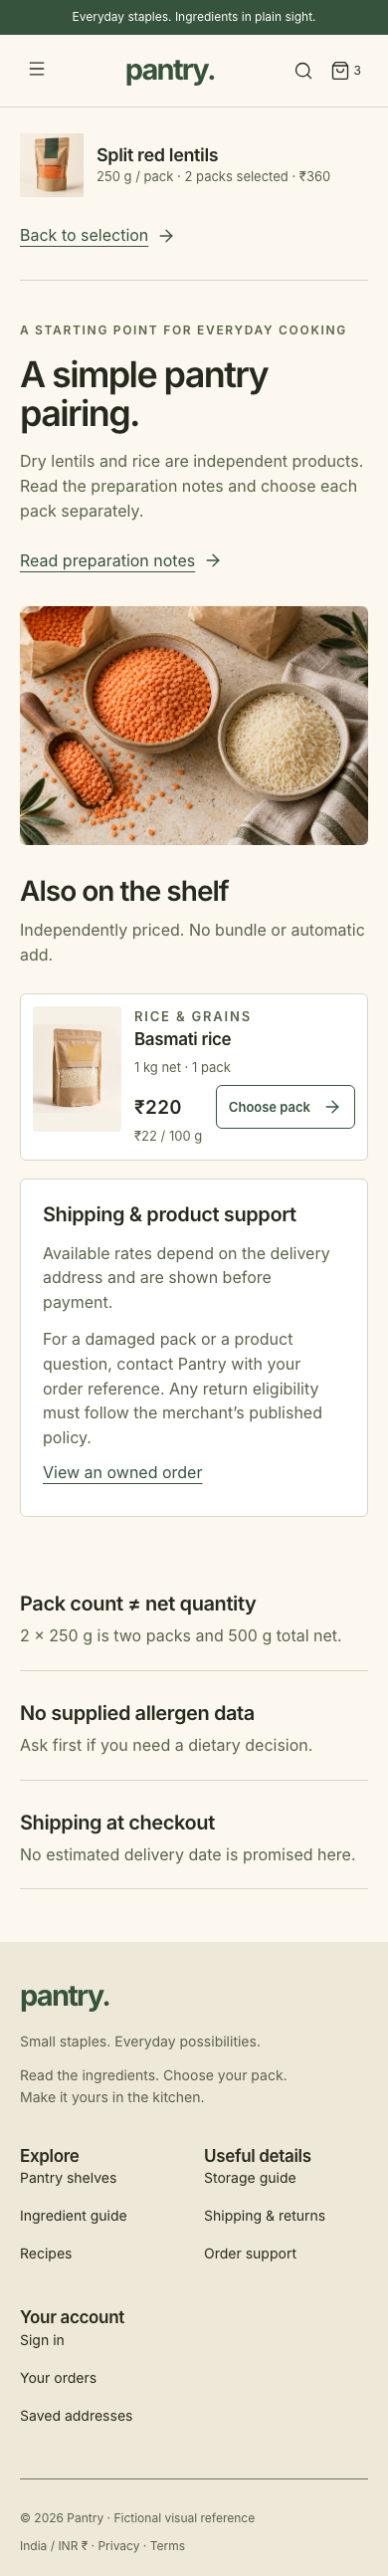 Everyday staples. Ingredients in plain sight.
pantry.
3
Split red lentils
250 g / pack · 2 packs selected · ₹360
Back to selection
A STARTING POINT FOR EVERYDAY COOKING
A simple pantry
pairing.
Dry lentils and rice are independent products.
Read the preparation notes and choose each
pack separately.
Read preparation notes
Also on the shelf
Independently priced. No bundle or automatic
add.
RICE & GRAINS
Basmati rice
1 kg net · 1 pack
₹220
Choose pack
₹22 / 100 g
Shipping & product support
Available rates depend on the delivery
address and are shown before
payment.
For a damaged pack or a product
question, contact Pantry with your
order reference. Any return eligibility
must follow the merchant’s published
policy.
View an owned order
Pack count ≠ net quantity
2 × 250 g is two packs and 500 g total net.
No supplied allergen data
Ask first if you need a dietary decision.
Shipping at checkout
No estimated delivery date is promised here.
pantry.
Small staples. Everyday possibilities.
Read the ingredients. Choose your pack.
Make it yours in the kitchen.
Explore
Pantry shelves
Ingredient guide
Recipes
Useful details
Storage guide
Shipping & returns
Order support
Your account
Sign in
Your orders
Saved addresses
© 2026 Pantry · Fictional visual reference
India / INR ₹ · Privacy · Terms